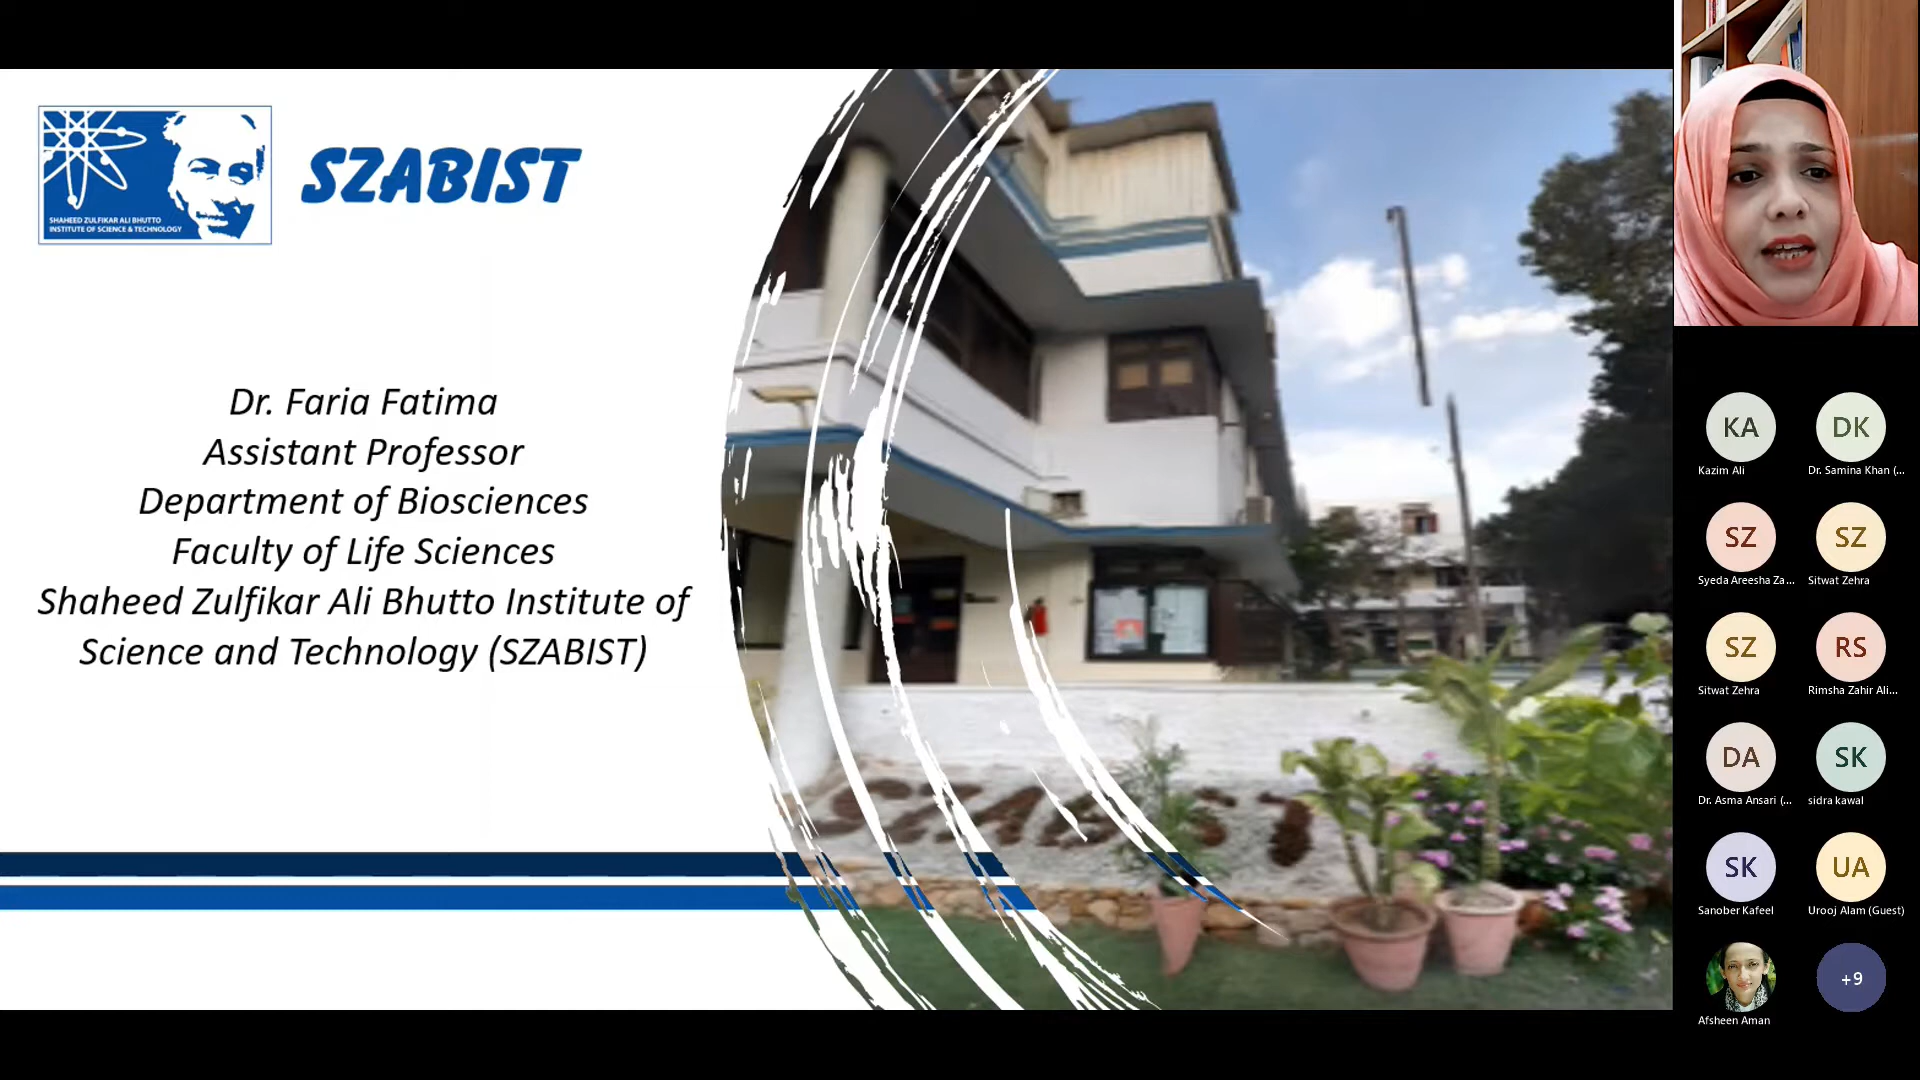 SHAHEED ZULFIKAR ALI BHUTTO
INSTITUTE OF SCIENCE & TECHNOLOGY
SZABIST
Dr. Faria Fatima
Assistant Professor
Department of Biosciences
Faculty of Life Sciences
Shaheed Zulfikar Ali Bhutto Institute of
Science and Technology (SZABIST)
SZABIST
KA
Kazim Ali
DK
Dr. Samina Khan (...
SZ
Syeda Areesha Za...
SZ
Sitwat Zehra
SZ
Sitwat Zehra
RS
Rimsha Zahir Ali...
DA
Dr. Asma Ansari (...
SK
sidra kawal
SK
Sanober Kafeel
UA
Urooj Alam (Guest)
Afsheen Aman
+9